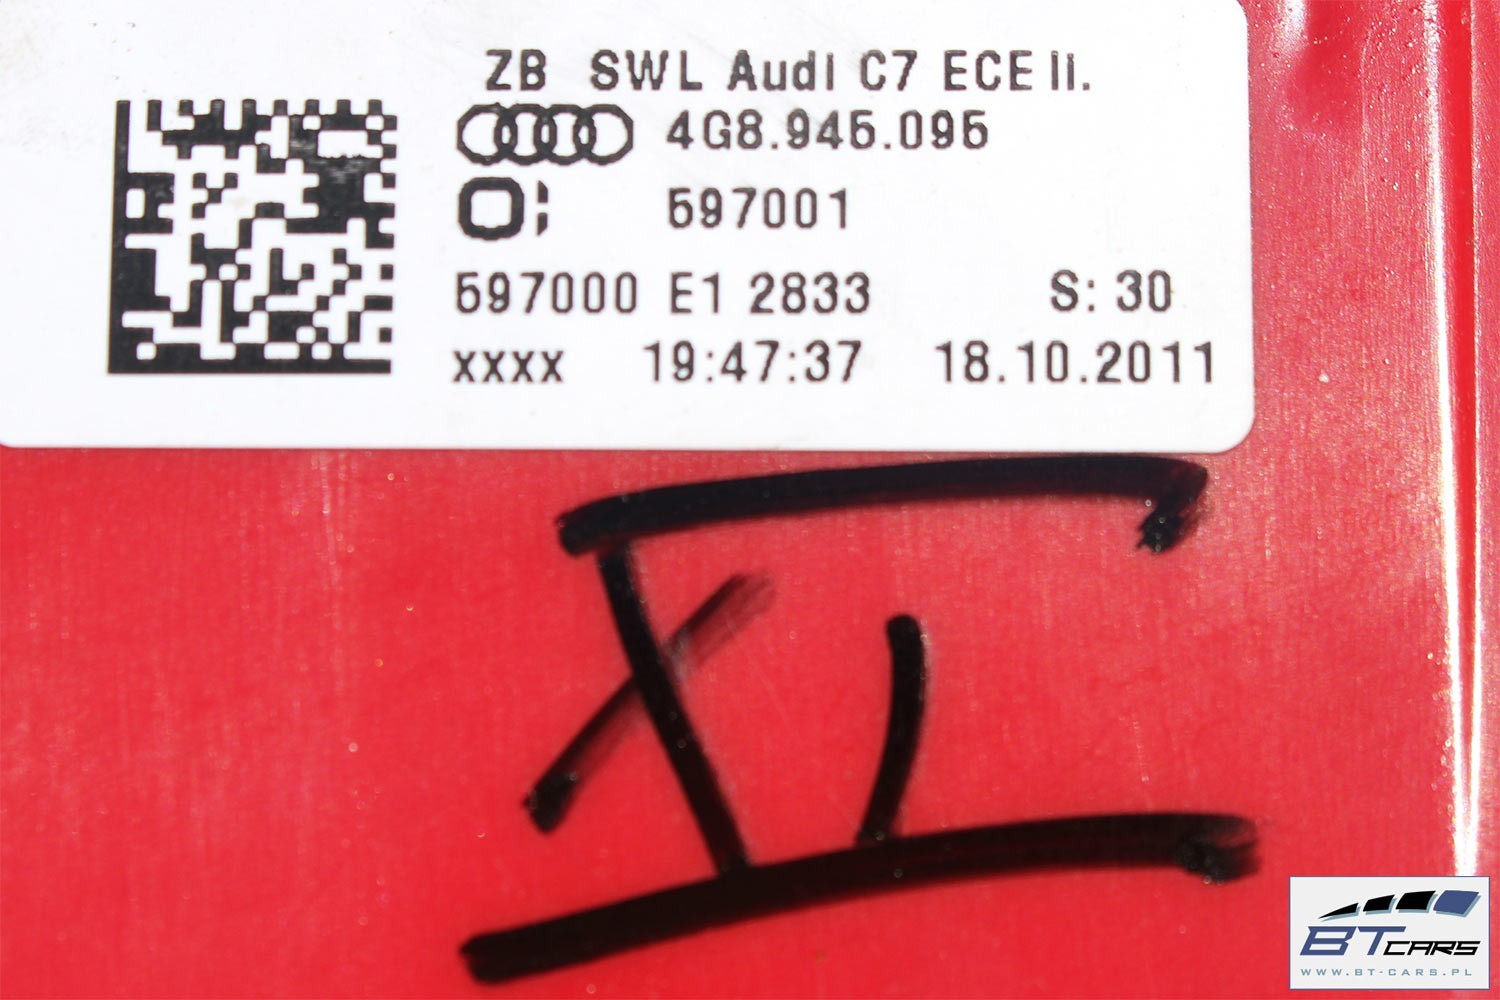 ZB SWL Audi C7 ECE li.
4G8.945.095
597001
597000 E1 2833 S: 30
xxxx 19:47:37 18.10.2011
XI
BT CARS
WWW.BT-CARS.PL